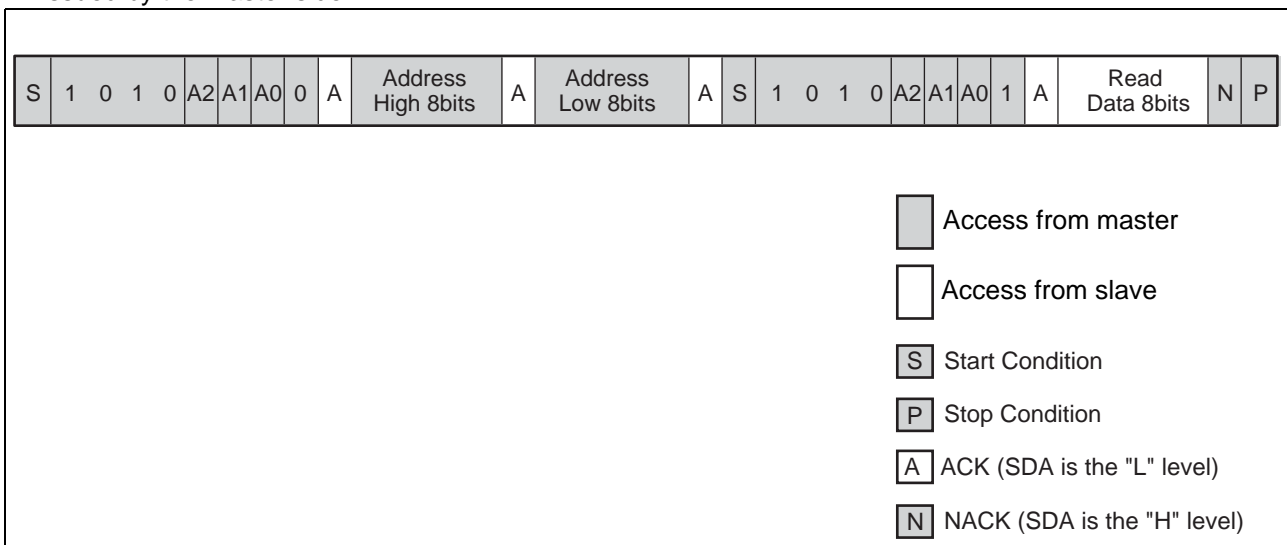 S 1 0 1 0 A2 A1 A0 0 A Address High 8bits A Address Low 8bits A S 1 0 1 0 A2 A1 A0 1 A Read Data 8bits N P
Access from master
Access from slave
S Start Condition
P Stop Condition
A ACK (SDA is the "L" level)
N NACK (SDA is the "H" level)